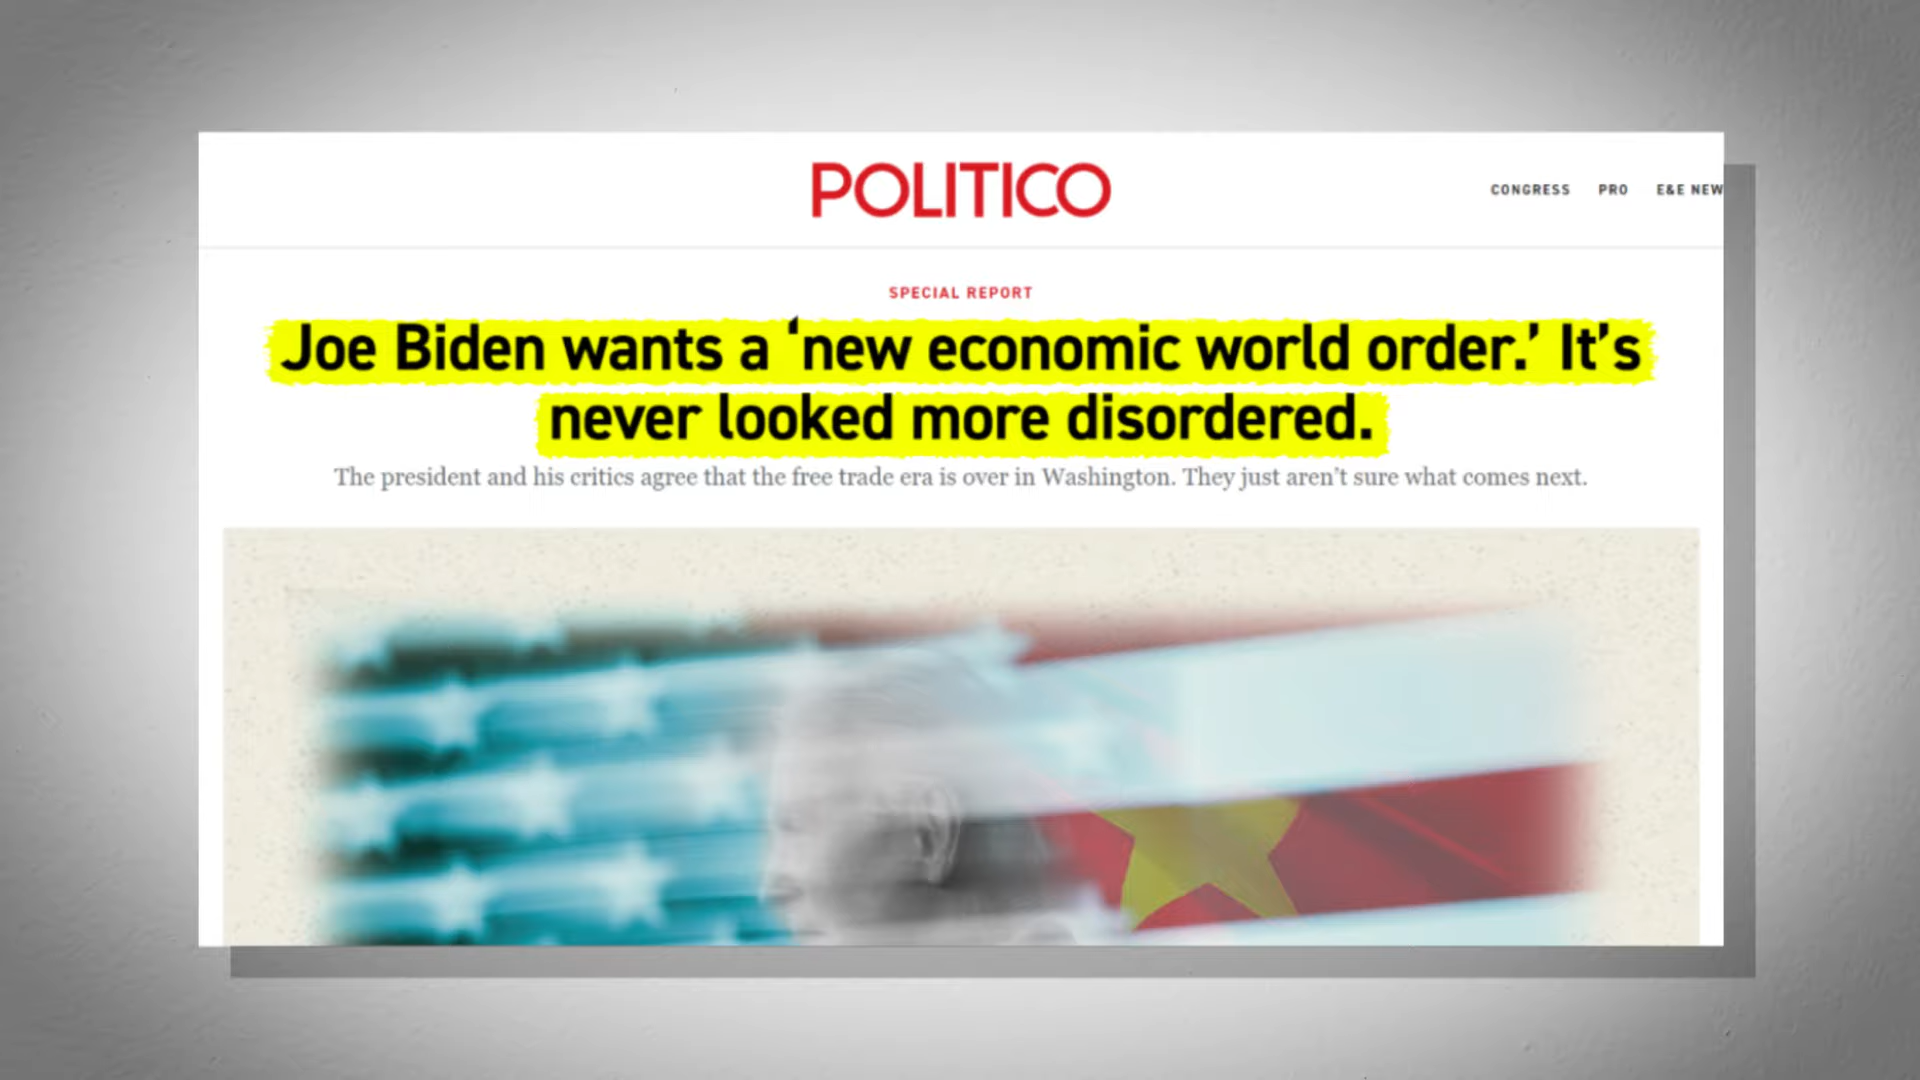 POLITICO
CONGRESS PRO E&E NEW
SPECIAL REPORT
Joe Biden wants a ‘new economic world order.’ It’s
never looked more disordered.
The president and his critics agree that the free trade era is over in Washington. They just aren’t sure what comes next.